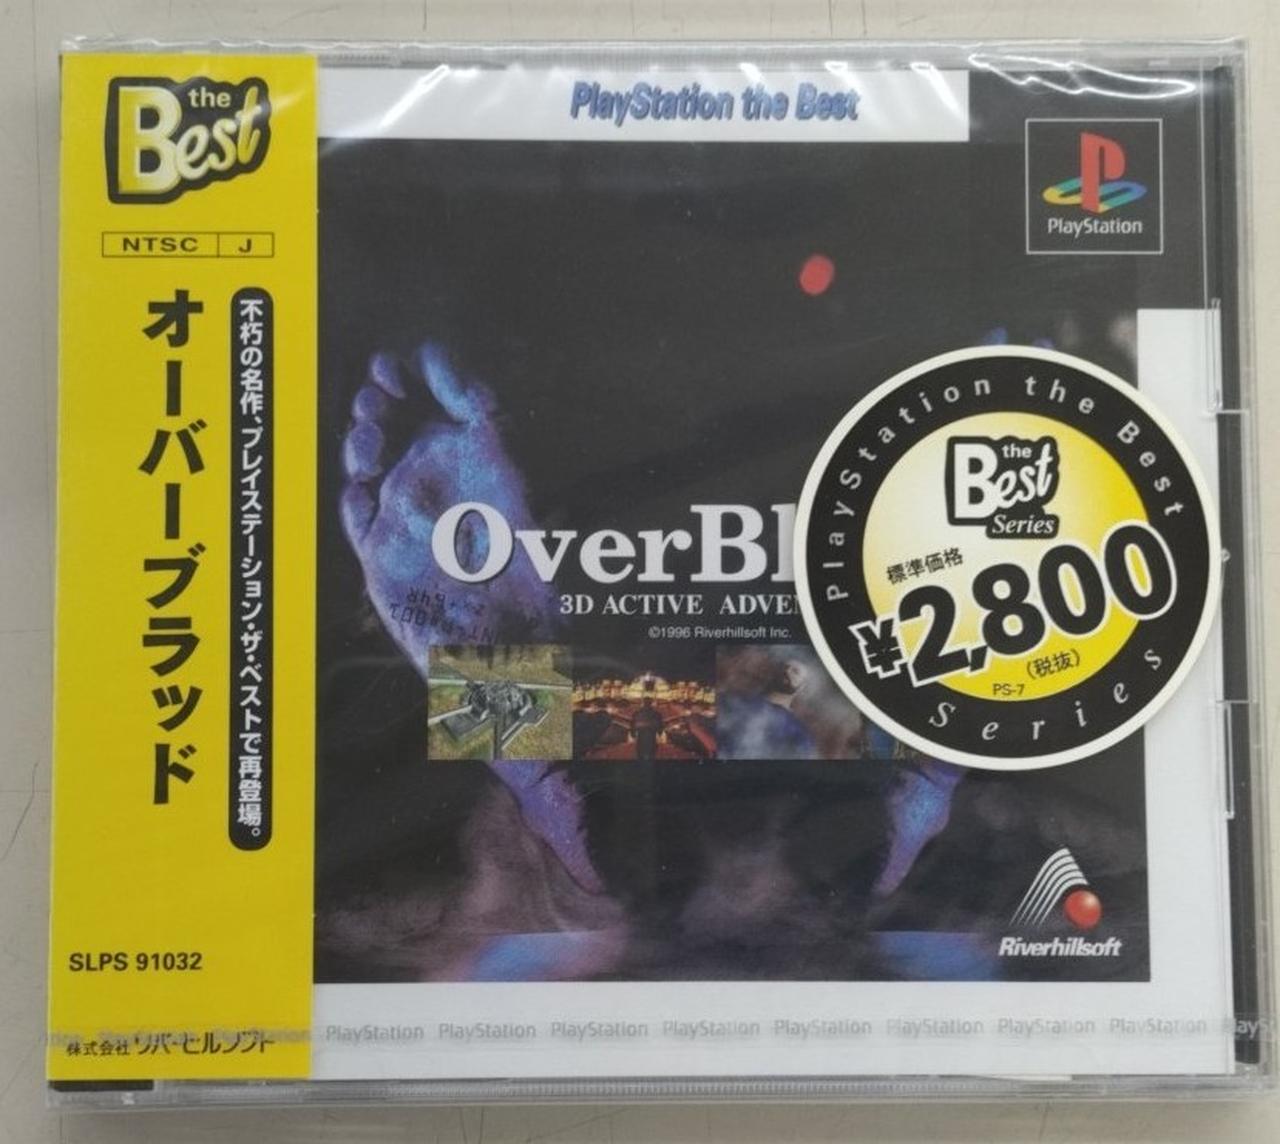 the
Best
NTSC J
オーバーブラッド
不朽の名作、プレイステーション・ザ・ベストで再登場。
SLPS 91032
株式会社 リバーヒルソフト
PlayStation the Best
PlayStation
OverBl
3D ACTIVE ADVE
©1996 Riverhillsoft Inc.
PlayStation the Best
the
Best
Series
標準価格
¥2,800
(税抜)
PS-7
Series
Riverhillsoft
PlayStation PlayStation PlayStation PlayStation PlayStation PlayStation PlayStation PlayStation